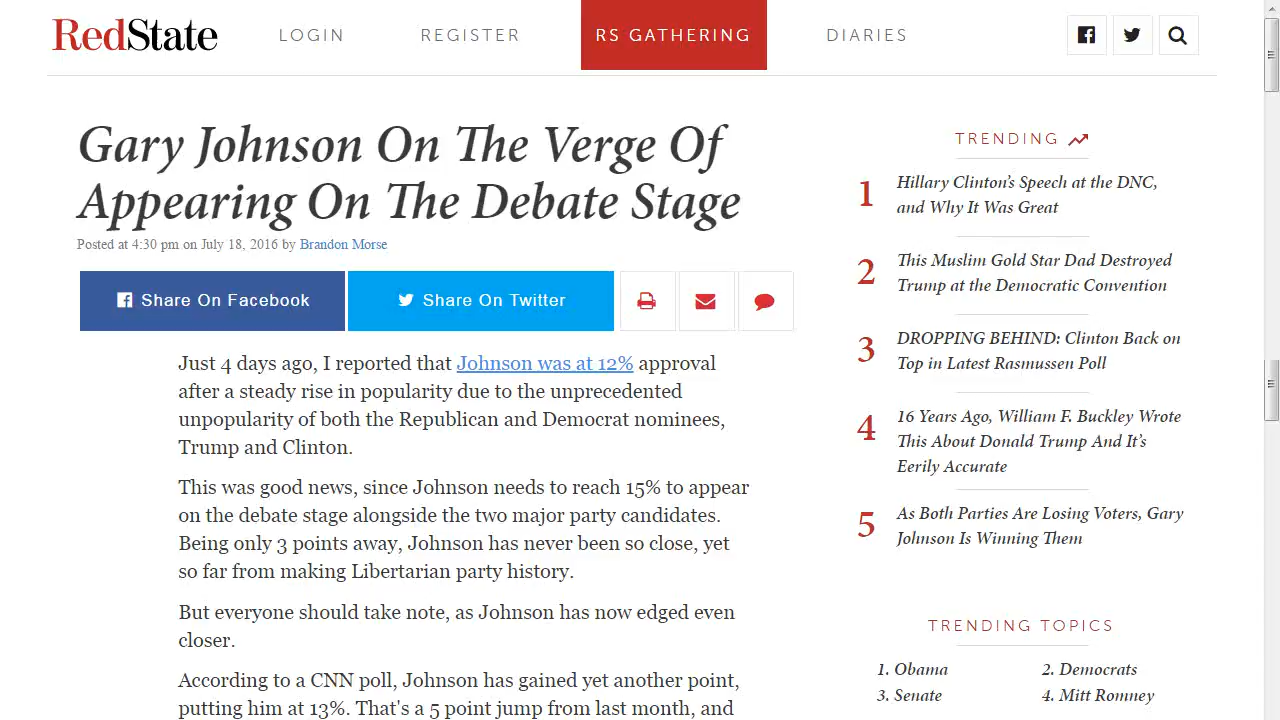 RedState
LOGIN
REGISTER
RS GATHERING
DIARIES
Gary Johnson On The Verge Of
Appearing On The Debate Stage
Posted at 4:30 pm on July 18, 2016 by Brandon Morse
Share On Facebook
Share On Twitter
Just 4 days ago, I reported that Johnson was at 12% approval
after a steady rise in popularity due to the unprecedented
unpopularity of both the Republican and Democrat nominees,
Trump and Clinton.
This was good news, since Johnson needs to reach 15% to appear
on the debate stage alongside the two major party candidates.
Being only 3 points away, Johnson has never been so close, yet
so far from making Libertarian party history.
But everyone should take note, as Johnson has now edged even
closer.
According to a CNN poll, Johnson has gained yet another point,
putting him at 13%. That's a 5 point jump from last month, and
TRENDING
1
Hillary Clinton's Speech at the DNC,
and Why It Was Great
2
This Muslim Gold Star Dad Destroyed
Trump at the Democratic Convention
3
DROPPING BEHIND: Clinton Back on
Top in Latest Rasmussen Poll
4
16 Years Ago, William F. Buckley Wrote
This About Donald Trump And It's
Eerily Accurate
5
As Both Parties Are Losing Voters, Gary
Johnson Is Winning Them
TRENDING TOPICS
1. Obama
2. Democrats
3. Senate
4. Mitt Romney